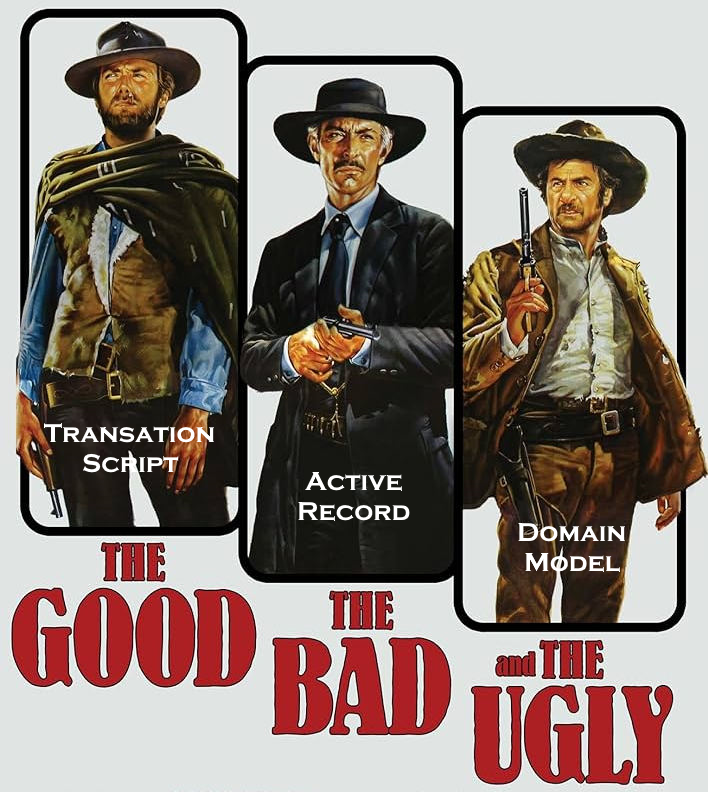 Transation
Script
Active
Record
Domain
Model
THE
GOOD
THE
BAD
and THE
UGLY